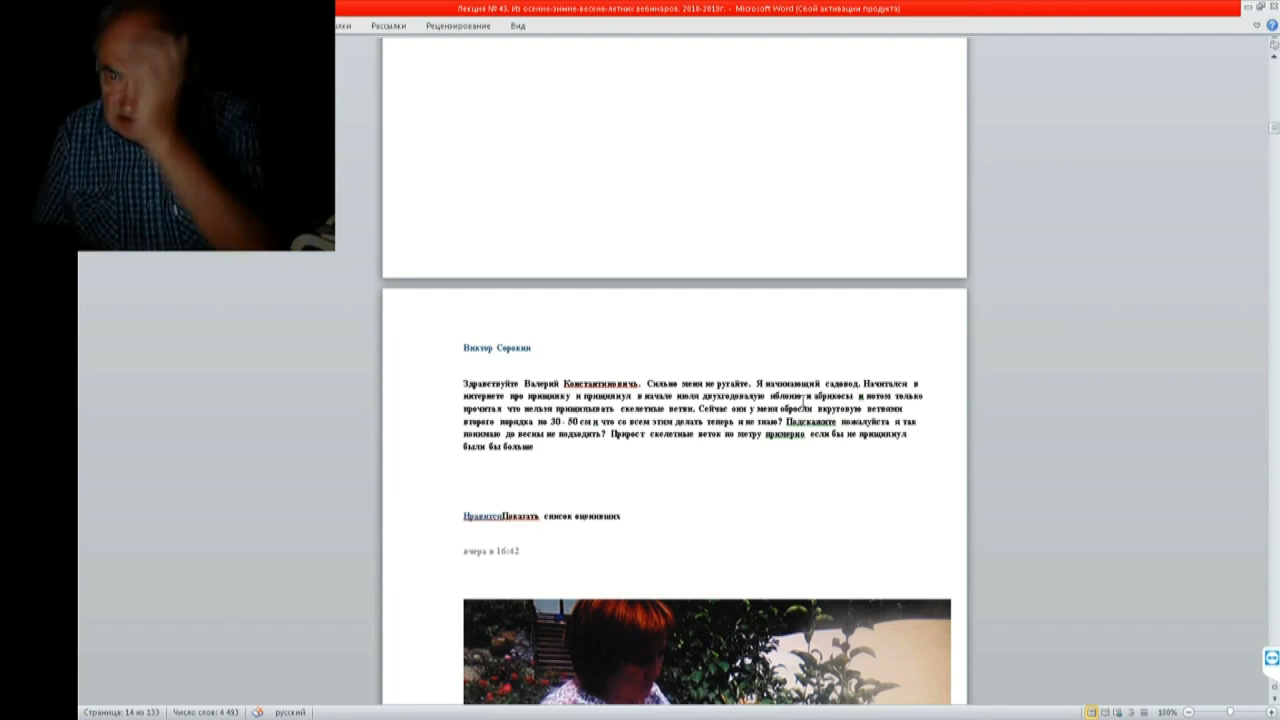 Лекция № 43. Из осенне-зимне-весенне-летних вебинаров. 2018-2019г. - Microsoft Word (Сбой активации продукта)
Рассылки Рецензирование Вид
Виктор Сорокин
Здравствуйте Валерий Константиновичь. Сильно меня не ругайте. Я начинающий садовод. Начитался в
интернете про прищипку и прищипнул в начале июля двухгодовалую яблоню и абрикосы и потом только
прочитал что нельзя прищипывать скелетные ветви. Сейчас они у меня обросли вкруговую ветвями
второго порядка по 30 - 50 см и что со всем этим делать теперь я не знаю? Подскажите пожалуйста я так
понимаю до весны не подходить? Прирост скелетные веток по метру примерно если бы не прищипнул
были бы больше
НравитсяПоказать список оценивших
вчера в 16:42
Страница: 14 из 133 Число слов: 4 493 русский 100%